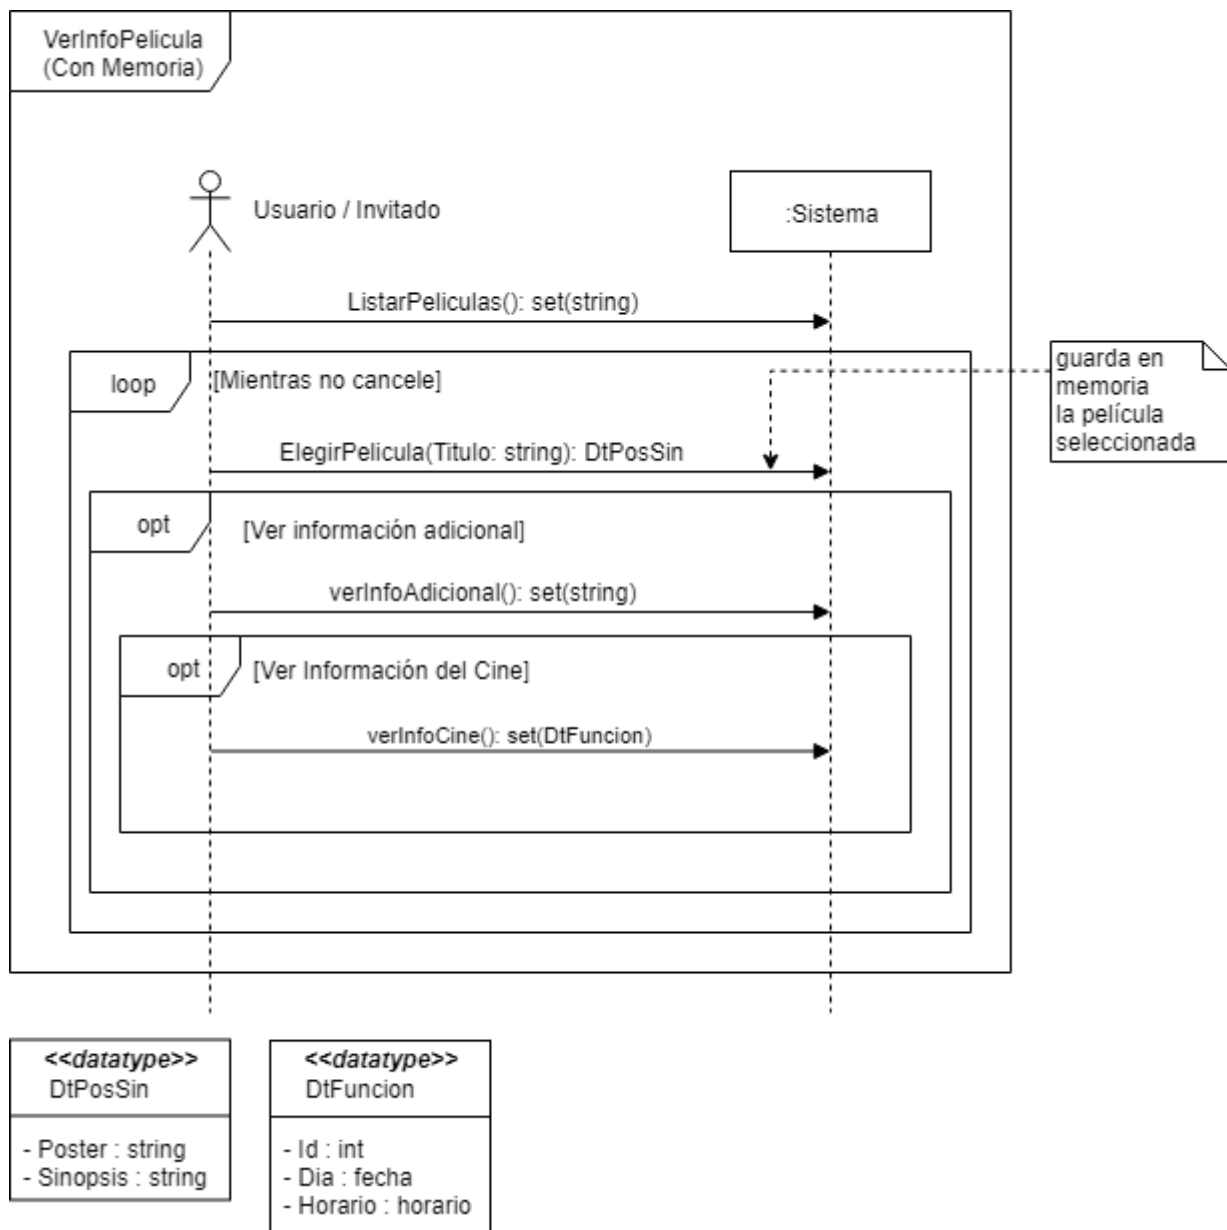 VerInfoPelicula
(Con Memoria)
Usuario / Invitado
:Sistema
ListarPeliculas(): set(string)
loop
[Mientras no cancele]
guarda en
memoria
la película
seleccionada
ElegirPelicula(Titulo: string): DtPosSin
opt
[Ver información adicional]
verInfoAdicional(): set(string)
opt
[Ver Información del Cine]
verInfoCine(): set(DtFuncion)
<<datatype>>
DtPosSin
- Poster : string
- Sinopsis : string
<<datatype>>
DtFuncion
- Id : int
- Dia : fecha
- Horario : horario